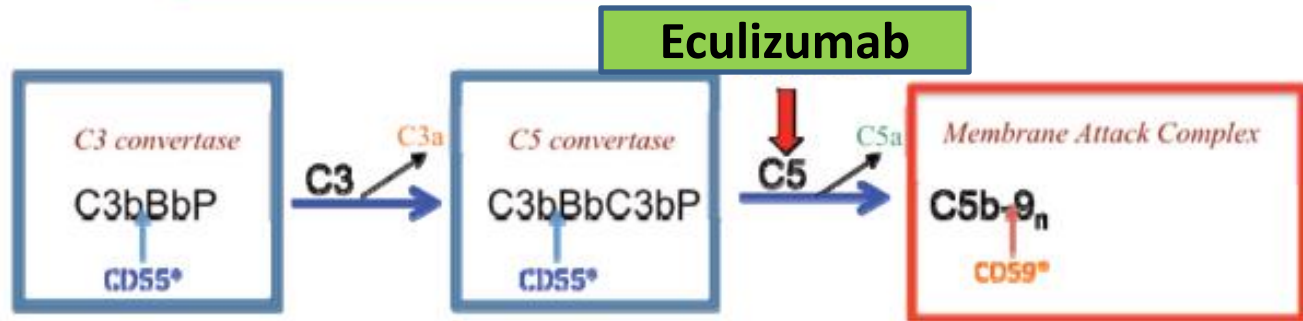 Eculizumab
C3 convertase
C3bBbP
CD55*
C3
C3a
C5 convertase
C3bBbC3bP
CD55*
C5
C5a
Membrane Attack Complex
C5b-9n
CD59*